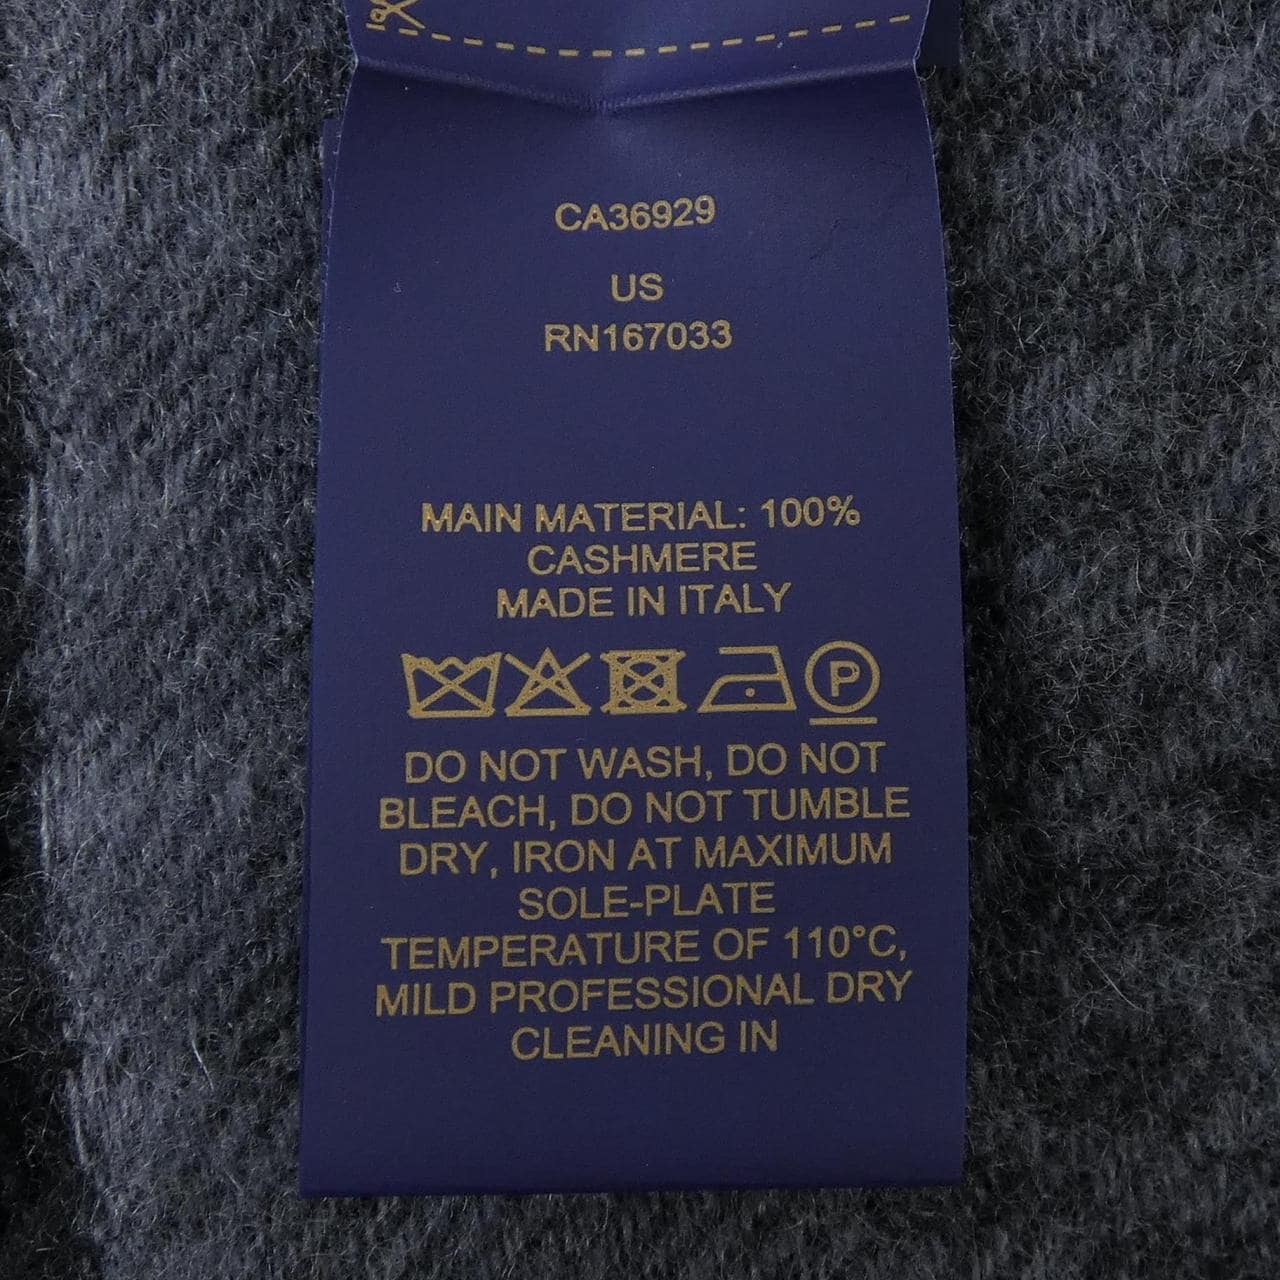 CA36929
US
RN167033
MAIN MATERIAL: 100%
CASHMERE
MADE IN ITALY
P
DO NOT WASH, DO NOT
BLEACH, DO NOT TUMBLE
DRY, IRON AT MAXIMUM
SOLE-PLATE
TEMPERATURE OF 110°C,
MILD PROFESSIONAL DRY
CLEANING IN